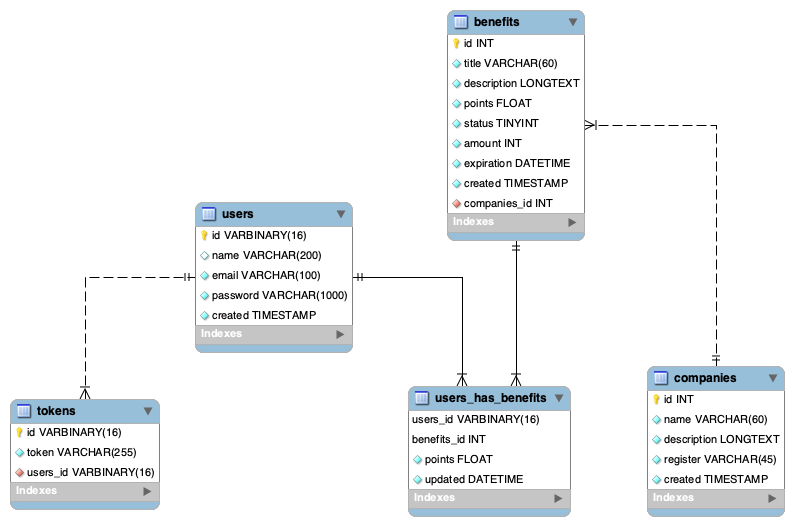 benefits
id INT
title VARCHAR(60)
description LONGTEXT
points FLOAT
status TINYINT
amount INT
expiration DATETIME
created TIMESTAMP
companies_id INT
Indexes
users
id VARBINARY(16)
name VARCHAR(200)
email VARCHAR(100)
password VARCHAR(1000)
created TIMESTAMP
Indexes
tokens
id VARBINARY(16)
token VARCHAR(255)
users_id VARBINARY(16)
Indexes
users_has_benefits
users_id VARBINARY(16)
benefits_id INT
points FLOAT
updated DATETIME
Indexes
companies
id INT
name VARCHAR(60)
description LONGTEXT
register VARCHAR(45)
created TIMESTAMP
Indexes